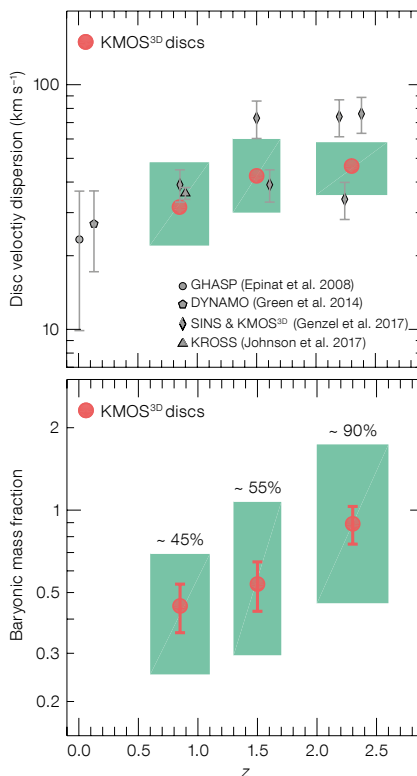 KMOS³ᴰ discs
100
10
Disc veloctiy dispersion (km s⁻¹)
GHASP (Epinat et al. 2008)
DYNAMO (Green et al. 2014)
SINS & KMOS³ᴰ (Genzel et al. 2017)
KROSS (Johnson et al. 2017)
KMOS³ᴰ discs
2
1
0.5
0.3
0.2
Baryonic mass fraction
~ 45%
~ 55%
~ 90%
0.0 0.5 1.0 1.5 2.0 2.5
z